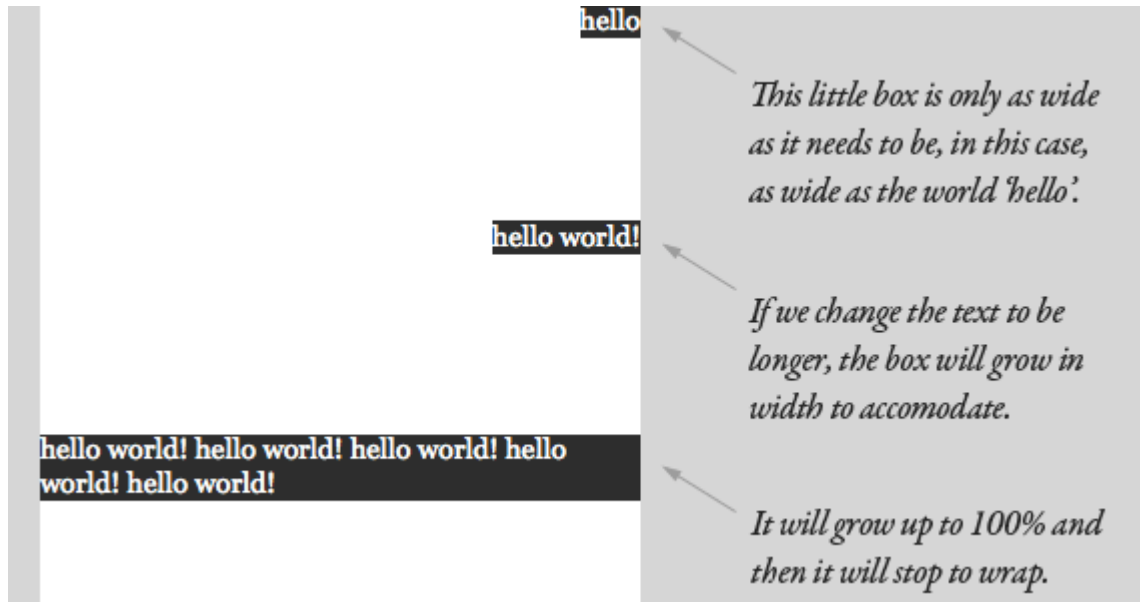 hello
This little box is only as wide
as it needs to be, in this case,
as wide as the world ‘hello’.
hello world!
If we change the text to be
longer, the box will grow in
width to accomodate.
hello world! hello world! hello world! hello
world! hello world!
It will grow up to 100% and
then it will stop to wrap.